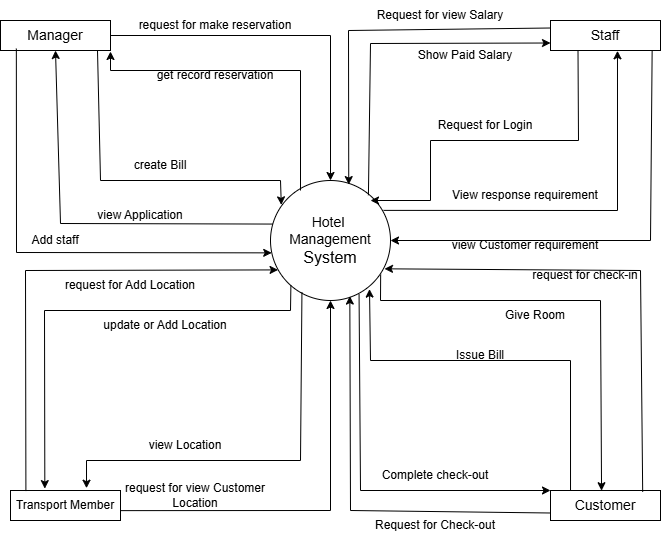 Request for view Salary
request for make reservation
Manager
Staff
Show Paid Salary
get record reservation
Request for Login
create Bill
View response requirement
view Application
Hotel
Management
System
Add staff
view Customer requirement
request for check-in
request for Add Location
Give Room
update or Add Location
Issue Bill
view Location
Complete check-out
request for view Customer
Location
Transport Member
Customer
Request for Check-out